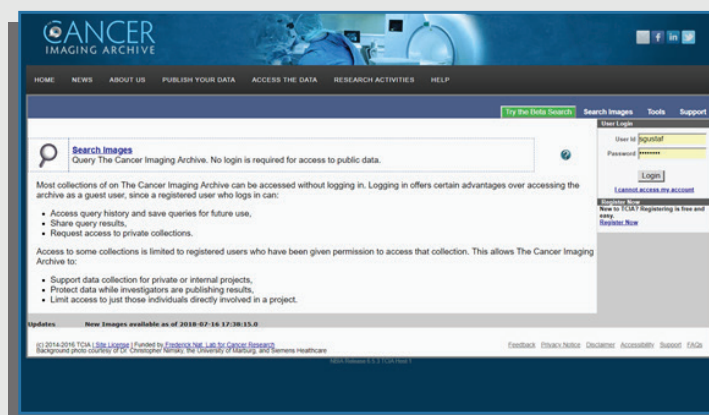 CANCER
IMAGING ARCHIVE
HOME NEWS ABOUT US PUBLISH YOUR DATA ACCESS THE DATA RESEARCH ACTIVITIES HELP
Try the Beta Search Search Images Tools Support
User Login
Search Images
Query The Cancer Imaging Archive. No login is required for access to public data.
User Id sgustaf
Password ••••••••
Login
I cannot access my account
Most collections of on The Cancer Imaging Archive can be accessed without logging in. Logging in offers certain advantages over accessing the
archive as a guest user, since a registered user who logs in can:
Register Now
New to TCIA? Registering is free and
easy.
Register Now
• Access query history and save queries for future use,
• Share query results,
• Request access to private collections.
Access to some collections is limited to registered users who have been given permission to access that collection. This allows The Cancer Imaging
Archive to:
• Support data collection for private or internal projects,
• Protect data while investigators are publishing results,
• Limit access to just those individuals directly involved in a project.
Updates New Images available as of 2018-07-16 17:38:15.0
(c) 2014-2016 TCIA | Site License | Funded by Frederick Nat. Lab for Cancer Research
Background photo courtesy of Dr. Christopher Nimsky, the University of Marburg, and Siemens Healthcare
Feedback Privacy Notice Disclaimer Accessibility Support FAQs